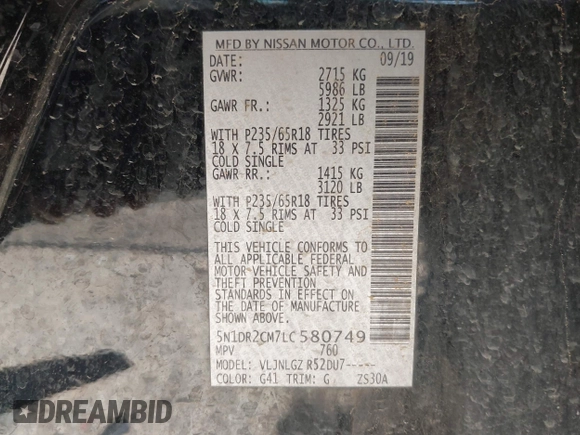 MFD BY NISSAN MOTOR CO., LTD.
DATE: 09/19
GVWR: 2715 KG
5986 LB
GAWR FR.: 1325 KG
2921 LB
WITH P235/65R18 TIRES
18 X 7.5 RIMS AT 33 PSI
COLD SINGLE
GAWR RR.: 1415 KG
3120 LB
WITH P235/65R18 TIRES
18 X 7.5 RIMS AT 33 PSI
COLD SINGLE
THIS VEHICLE CONFORMS TO
ALL APPLICABLE FEDERAL
MOTOR VEHICLE SAFETY AND
THEFT PREVENTION
STANDARDS IN EFFECT ON
THE DATE OF MANUFACTURE
SHOWN ABOVE.
5N1DR2CM7LC580749
MPV 760
MODEL: VLJNLGZ R52DU7-----
COLOR: G41 TRIM: G ZS30A
DREAMBID